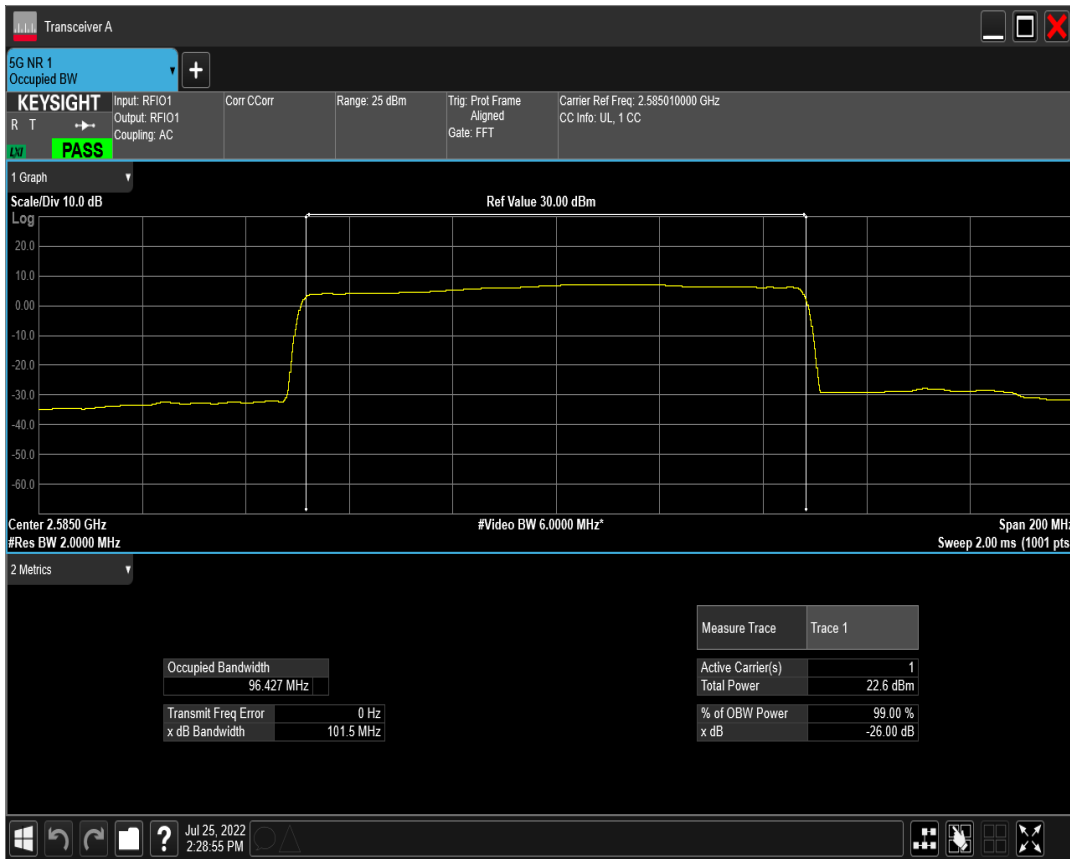 Transceiver A
5G NR 1
Occupied BW
+
KEYSIGHT
R T
LXI
PASS
Input: RFIO1
Output: RFIO1
Coupling: AC
Corr CCorr
Range: 25 dBm
Trig: Prot Frame
Aligned
Gate: FFT
Carrier Ref Freq: 2.585010000 GHz
CC Info: UL, 1 CC
1 Graph
Scale/Div 10.0 dB
Ref Value 30.00 dBm
Log
20.0
10.0
0.00
-10.0
-20.0
-30.0
-40.0
-50.0
-60.0
Center 2.5850 GHz
#Video BW 6.0000 MHz*
Span 200 MHz
#Res BW 2.0000 MHz
Sweep 2.00 ms (1001 pts
2 Metrics
Measure Trace Trace 1
Occupied Bandwidth
96.427 MHz
Active Carrier(s) 1
Total Power 22.6 dBm
Transmit Freq Error 0 Hz
x dB Bandwidth 101.5 MHz
% of OBW Power 99.00 %
x dB -26.00 dB
?
Jul 25, 2022
2:28:55 PM